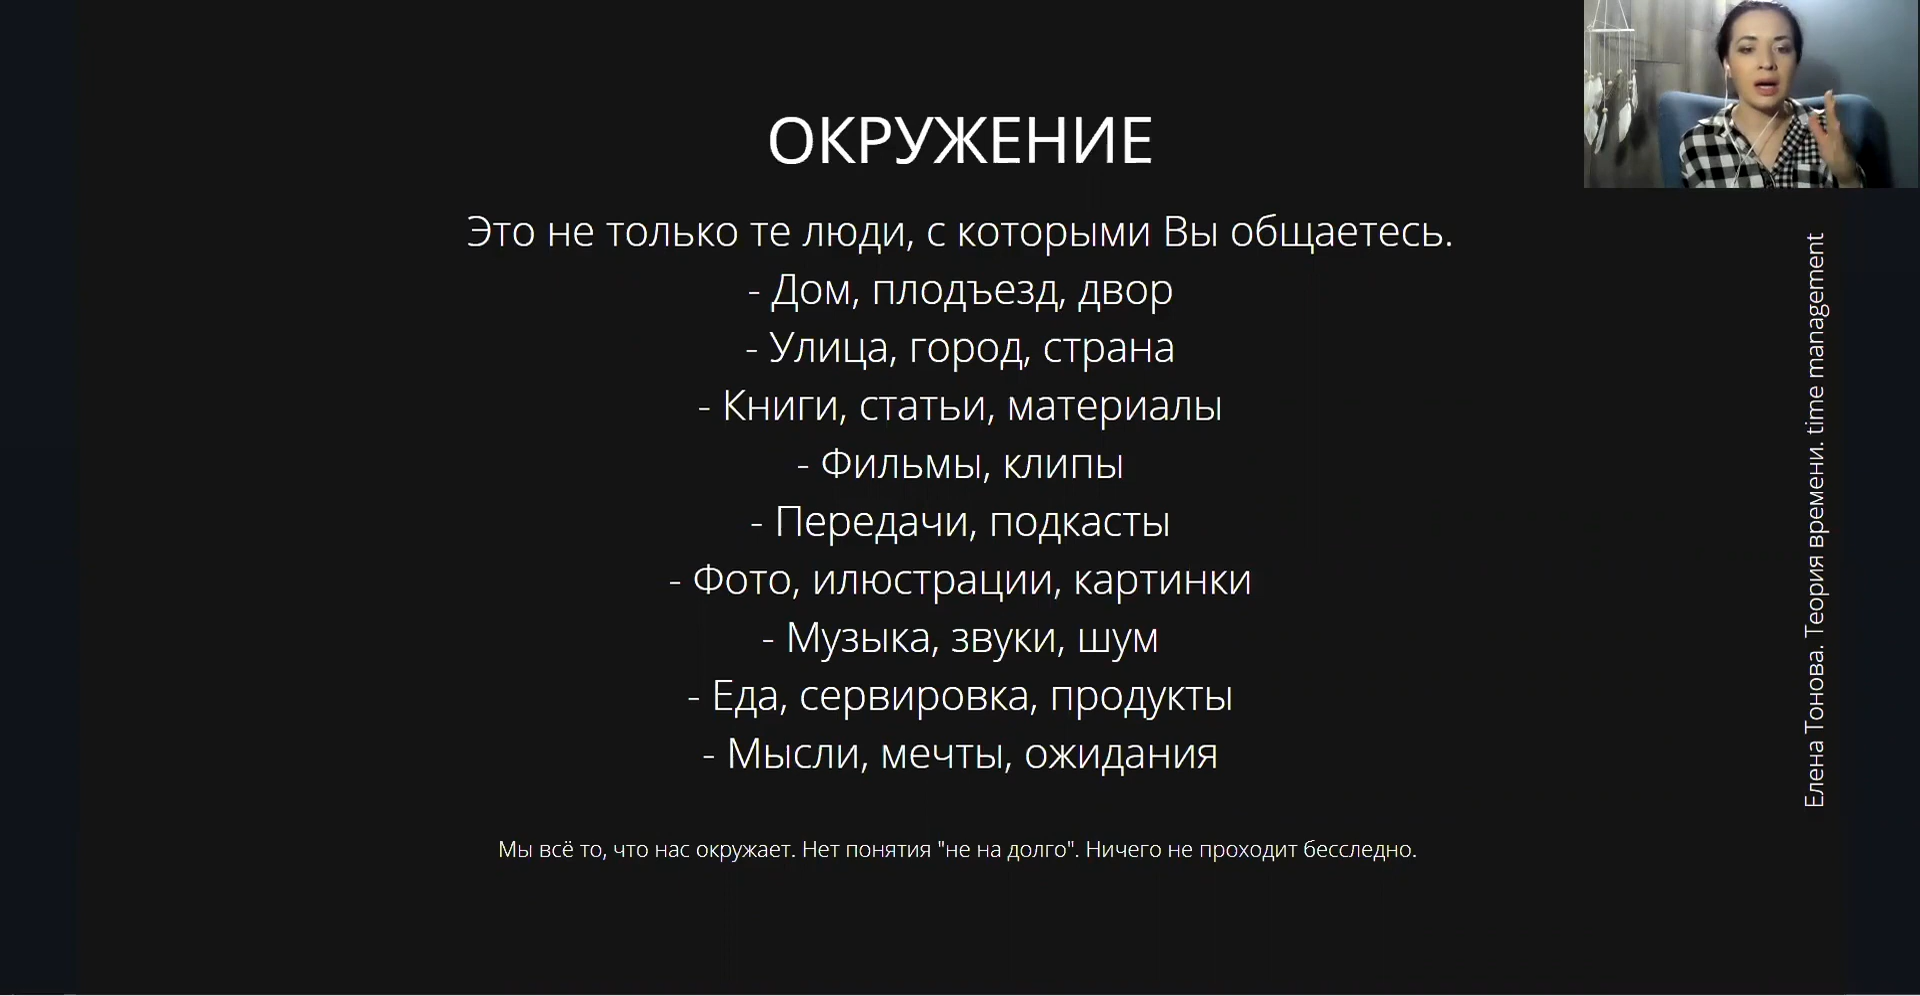 ОКРУЖЕНИЕ
Это не только те люди, с которыми Вы общаетесь.
- Дом, плодъезд, двор
- Улица, город, страна
- Книги, статьи, материалы
- Фильмы, клипы
- Передачи, подкасты
- Фото, илюстрации, картинки
- Музыка, звуки, шум
- Еда, сервировка, продукты
- Мысли, мечты, ожидания
Мы всё то, что нас окружает. Нет понятия "не на долго". Ничего не проходит бесследно.
Елена Тонова. Теория времени. time management